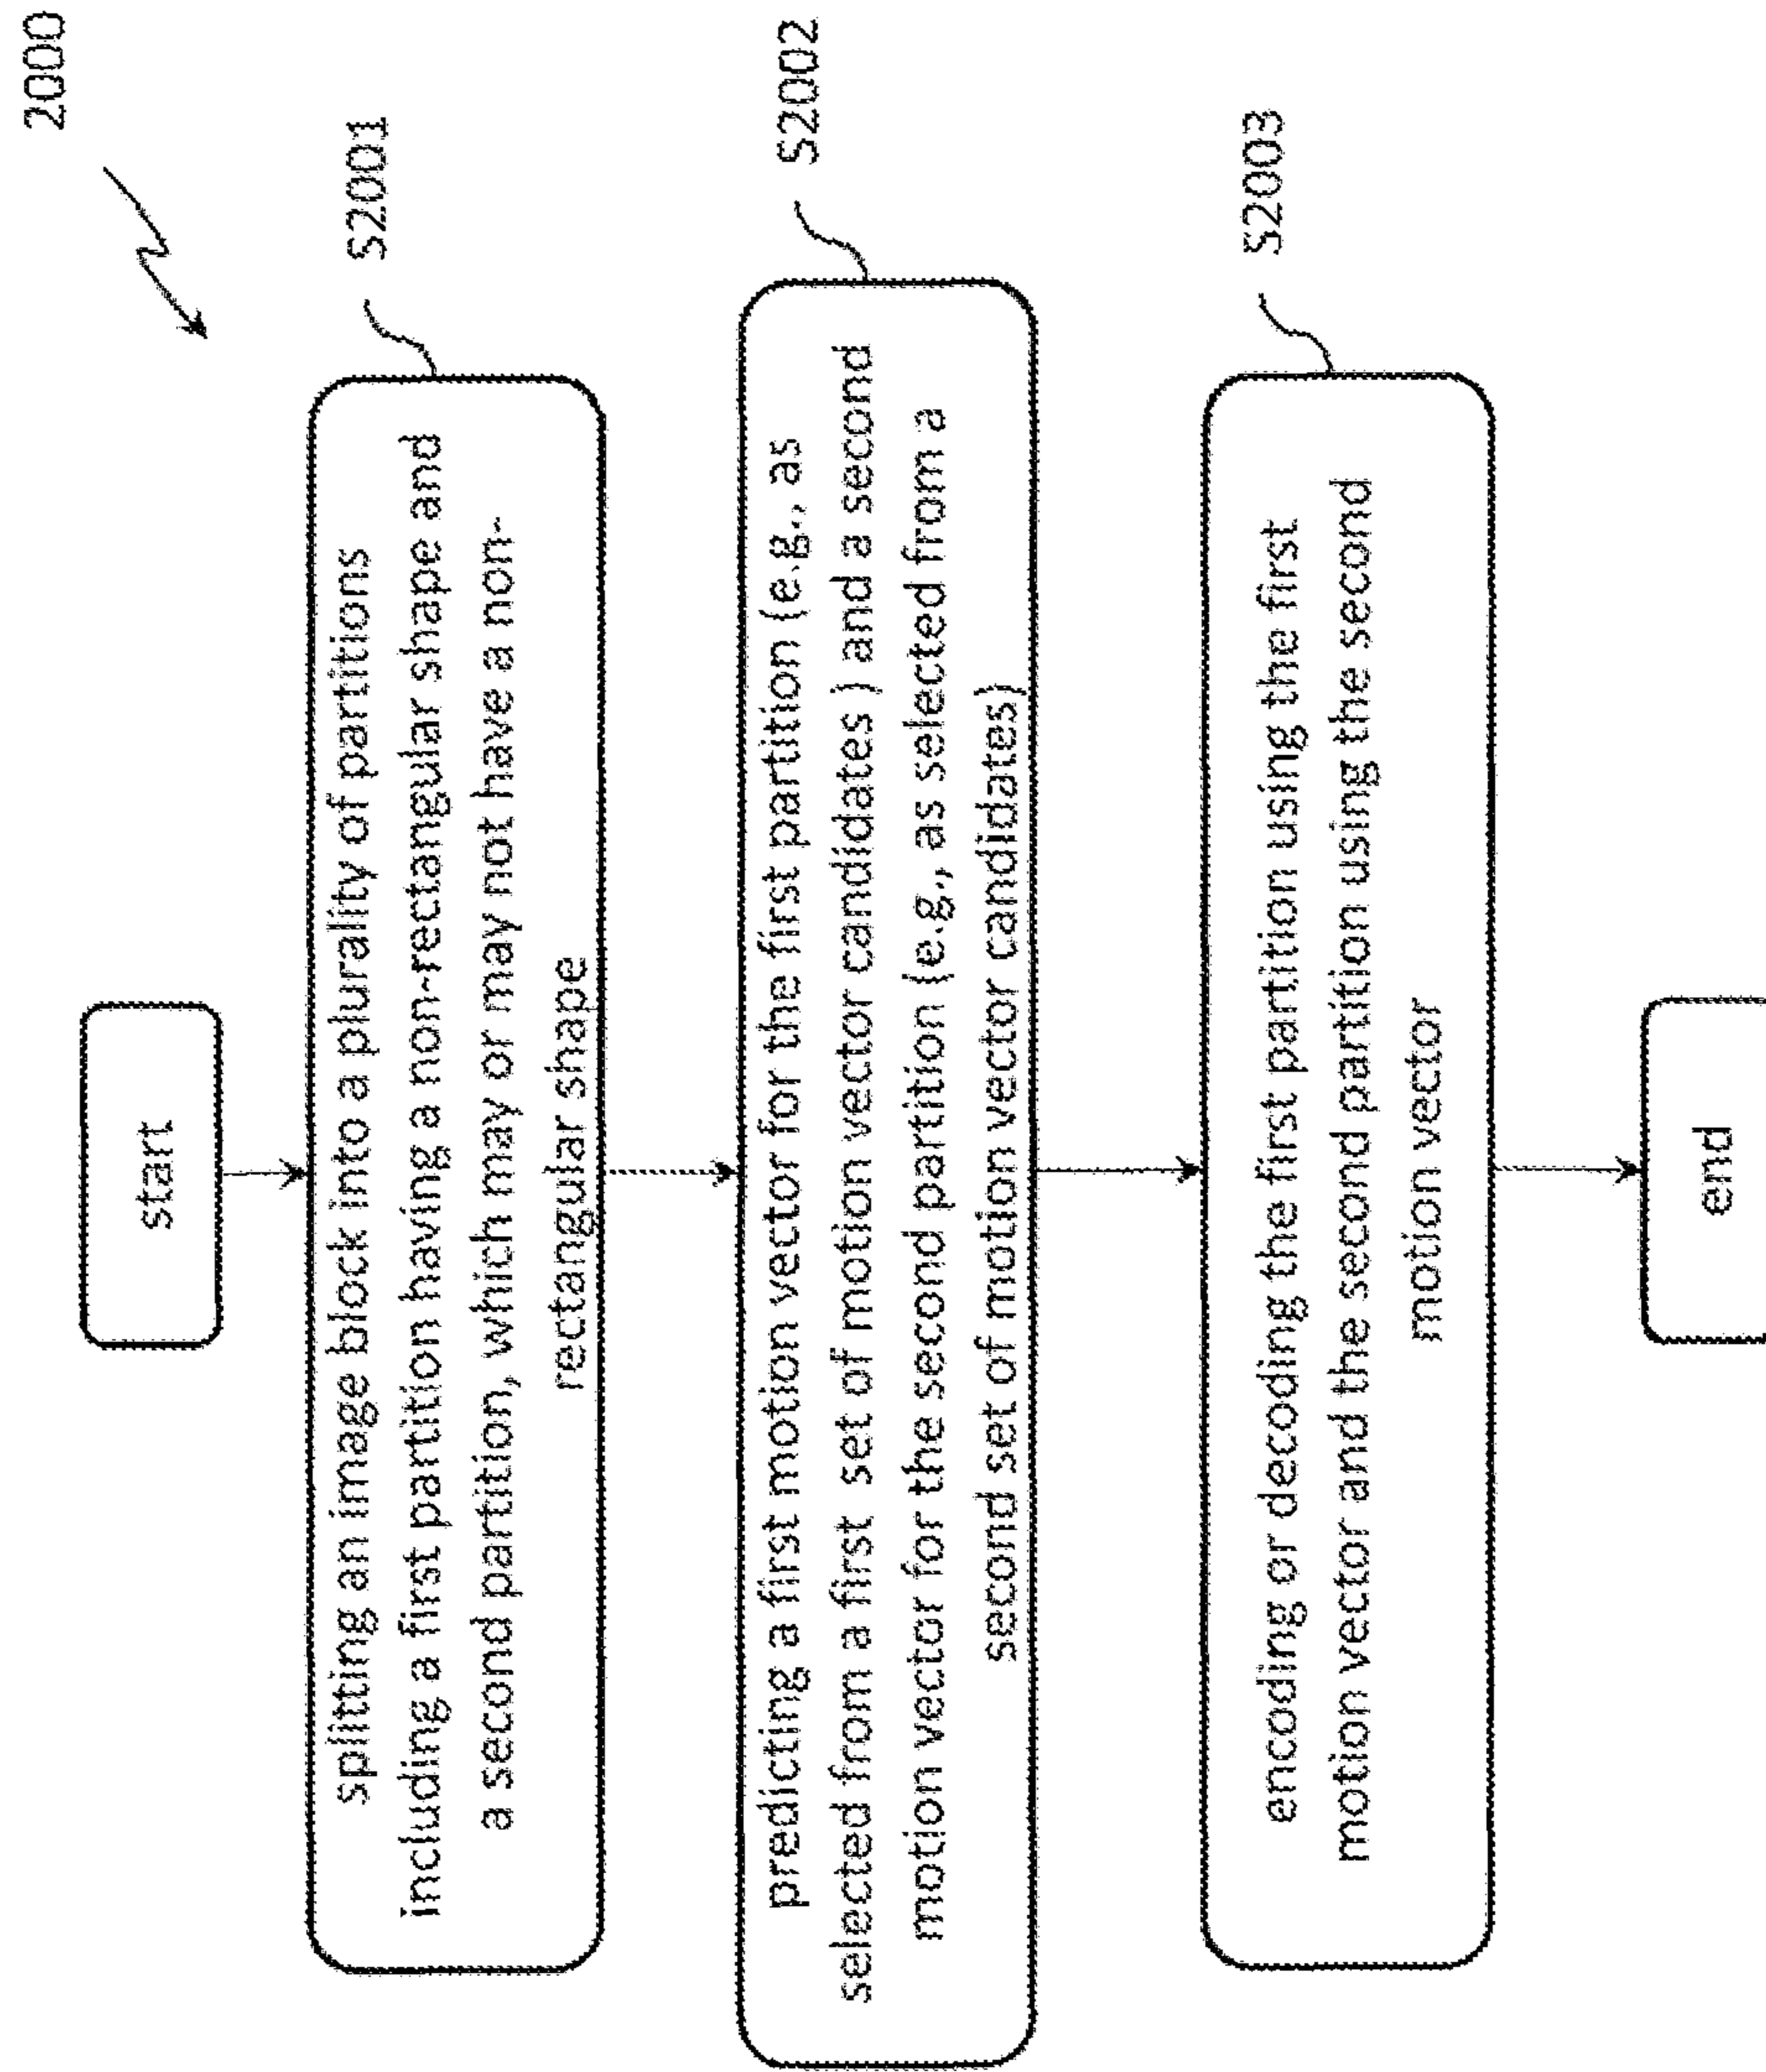 2000
start
S2001
splitting an image block into a plurality of partitions
including a first partition having a non-rectangular shape and
a second partition, which may or may not have a non-
rectangular shape
S2002
predicting a first motion vector for the first partition (e.g., as
selected from a first set of motion vector candidates ) and a second
motion vector for the second partition (e.g., as selected from a
second set of motion vector candidates)
S2003
encoding or decoding the first partition using the first
motion vector and the second partition using the second
motion vector
end